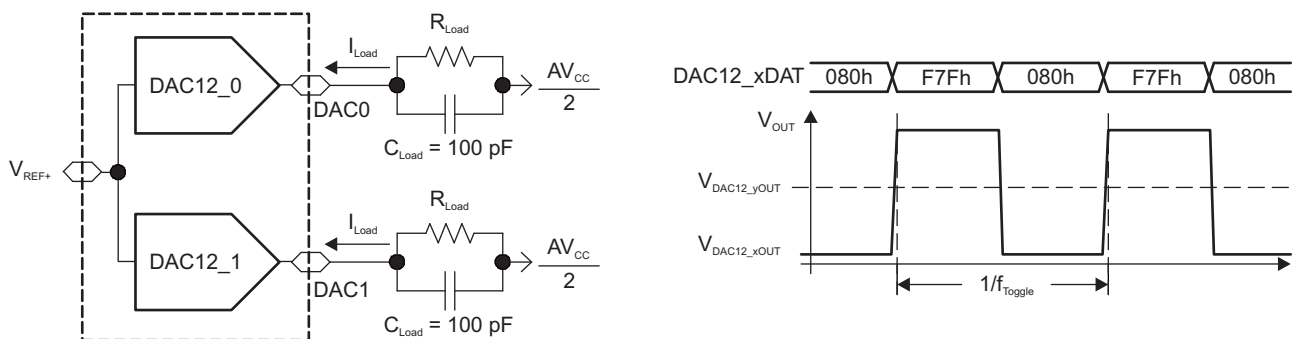 R_Load
I_Load
AV_CC
2
DAC12_0
DAC0
C_Load = 100 pF
V_REF+
R_Load
I_Load
AV_CC
2
DAC12_1
DAC1
C_Load = 100 pF
DAC12_xDAT 080h F7Fh 080h F7Fh 080h
V_OUT
V_DAC12_yOUT
V_DAC12_xOUT
1/f_Toggle